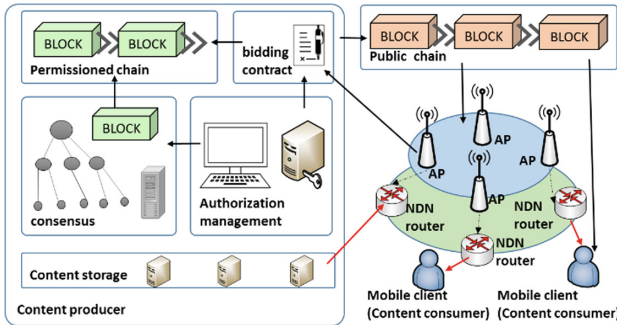 BLOCK
BLOCK
Permissioned chain
bidding
contract
BLOCK
BLOCK
BLOCK
Public chain
BLOCK
consensus
Authorization
management
AP
AP
AP
AP
NDN
router
NDN
router
NDN
router
Content storage
Content producer
Mobile client
(Content consumer)
Mobile client
(Content consumer)